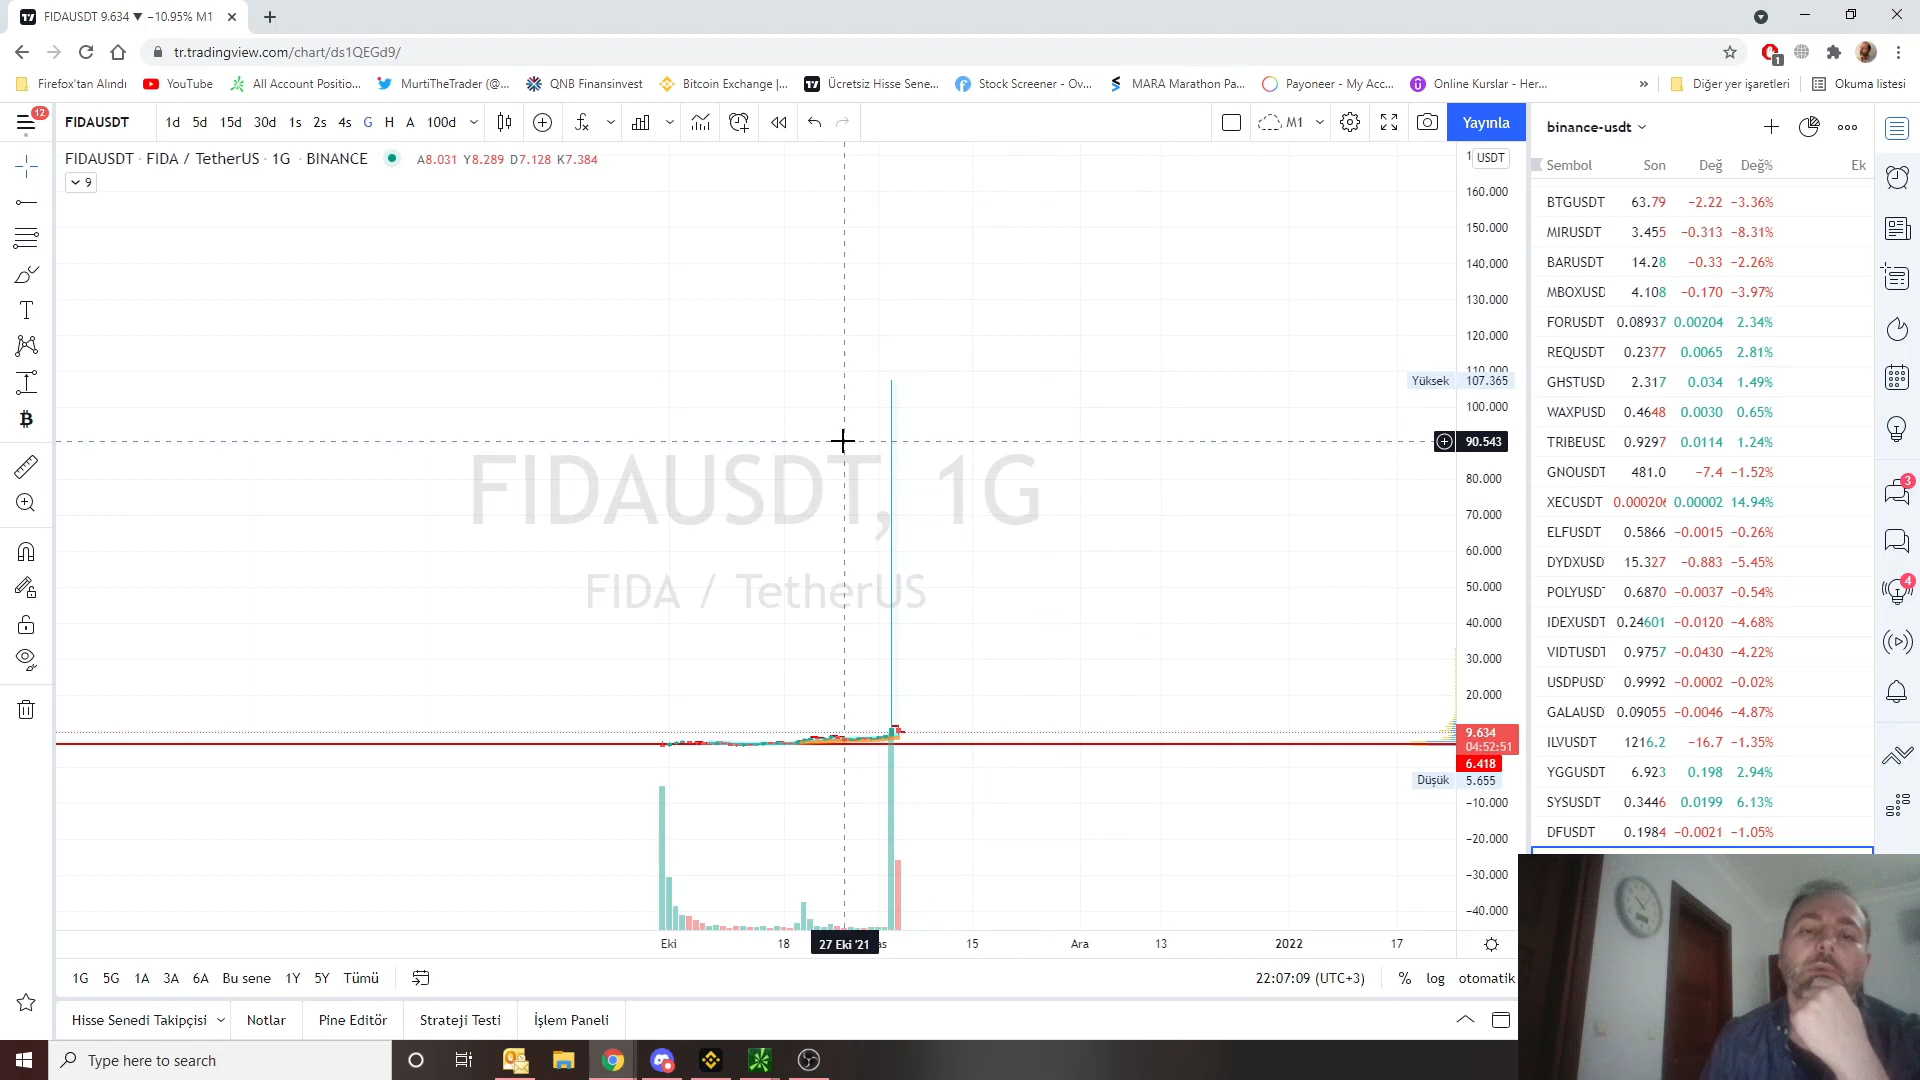 FIDAUSDT 9.634 ▼ −10.95% M1
tr.tradingview.com/chart/ds1QEGd9/
1
Firefox'tan Alındı
YouTube
All Account Positio...
MurtiTheTrader (@...
QNB Finansinvest
Bitcoin Exchange |...
Ücretsiz Hisse Sene...
Stock Screener - Ov...
MARA Marathon Pa...
Payoneer - My Acc...
Online Kurslar - Her...
»
Diğer yer işaretleri
Okuma listesi
12
FIDAUSDT
1d 5d 15d 30d 1s 2s 4s G H A 100d
M1
Yayınla
binance-usdt
FIDAUSDT · FIDA / TetherUS · 1G · BINANCE
A8.031 Y8.289 D7.128 K7.384
9
USDT
Sembol Son Değ Değ% Ek
BTGUSDT 63.79 −2.22 −3.36%
MIRUSDT 3.455 −0.313 −8.31%
BARUSDT 14.28 −0.33 −2.26%
MBOXUSD 4.108 −0.170 −3.97%
FORUSDT 0.08937 0.00204 2.34%
REQUSDT 0.2377 0.0065 2.81%
GHSTUSD 2.317 0.034 1.49%
WAXPUSD 0.4648 0.0030 0.65%
TRIBEUSD 0.9297 0.0114 1.24%
GNOUSDT 481.0 −7.4 −1.52%
XECUSDT 0.000206 0.00002 14.94%
ELFUSDT 0.5866 −0.0015 −0.26%
DYDXUSD 15.327 −0.883 −5.45%
POLYUSD 0.6870 −0.0037 −0.54%
IDEXUSDT 0.24601 −0.0120 −4.68%
VIDTUSDT 0.9757 −0.0430 −4.22%
USDPUSD 0.9992 −0.0002 −0.02%
GALAUSD 0.09055 −0.0046 −4.87%
ILVUSDT 1216.2 −16.7 −1.35%
YGGUSDT 6.923 0.198 2.94%
SYSUSDT 0.3446 0.0199 6.13%
DFUSDT 0.1984 −0.0021 −1.05%
3
4
160.000
150.000
140.000
130.000
120.000
110.000
Yüksek 107.365
100.000
90.543
80.000
70.000
60.000
50.000
40.000
30.000
20.000
9.634
04:52:51
6.418
Düşük 5.655
−10.000
−20.000
−30.000
−40.000
FIDAUSDT, 1G
FIDA / TetherUS
Eki 18 27 Eki '21 15 Ara 13 2022 17
1G 5G 1A 3A 6A Bu sene 1Y 5Y Tümü
22:07:09 (UTC+3)
% log otomatik
Hisse Senedi Takipçisi
Notlar
Pine Editör
Strateji Testi
İşlem Paneli
Type here to search